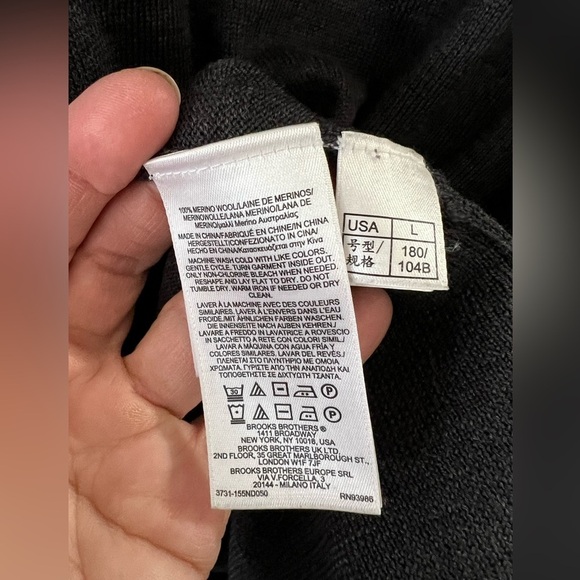 100% MERINO WOOL/LAINE DE MERINOS/
MERINOWOLLE/LANA MERINO/LANA DE
MERINO/μαλλί Merino Αυστραλίας
MADE IN CHINA/FABRIQUÉ EN CHINE/IN CHINA
HERGESTELLT/CONFEZIONATO IN CINA/
HECHO EN CHINA/Κατασκευάζεται στην Κίνα
MACHINE WASH COLD WITH LIKE COLORS,
GENTLE CYCLE. TURN GARMENT INSIDE OUT.
ONLY NON-CHLORINE BLEACH WHEN NEEDED.
RESHAPE AND LAY FLAT TO DRY. DO NOT
TUMBLE DRY. WARM IRON IF NEEDED OR DRY
CLEAN.
LAVER À LA MACHINE AVEC DES COULEURS
SIMILAIRES. LAVER À L'ENVERS DANS L'EAU
FROIDE.MIT ÄHNLICHEN FARBEN WASCHEN.
DIE INNENSEITE NACH AUßEN KEHREN./
LAVARE A FREDDO IN LAVATRICE A ROVESCIO
IN SACCHETTO A RETE CON COLORI SIMILI./
LAVAR A MÁQUINA CON AGUA FRÍA Y
COLORES SIMILARES. LAVAR DEL REVÉS./
ΠΛΕΝΕΤΑΙ ΣΤΟ ΠΛΥΝΤΗΡΙΟ ΜΕ ΟΜΟΙΑ
ΧΡΩΜΑΤΑ. ΓΥΡΙΣΤΕ ΑΠΟ ΤΗΝ ΑΝΑΠΟΔΗ ΚΑΙ
ΤΟΠΟΘΕΤΗΣΤΕ ΣΕ ΔΙΧΤΥΩΤΗ ΤΣΑΝΤΑ.
30 P
P
BROOKS BROTHERS ®
1411 BROADWAY
NEW YORK, NY 10018, USA
BROOKS BROTHERS UK LTD
2ND FLOOR, 35 GREAT MARLBOROUGH ST.,
LONDON W1F 7JF
BROOKS BROTHERS EUROPE SRL
VIA V.FORCELLA, 3
20144 - MILANO ITALY
3731-155ND050 RN93986
USA L
号型/规格 180/104B